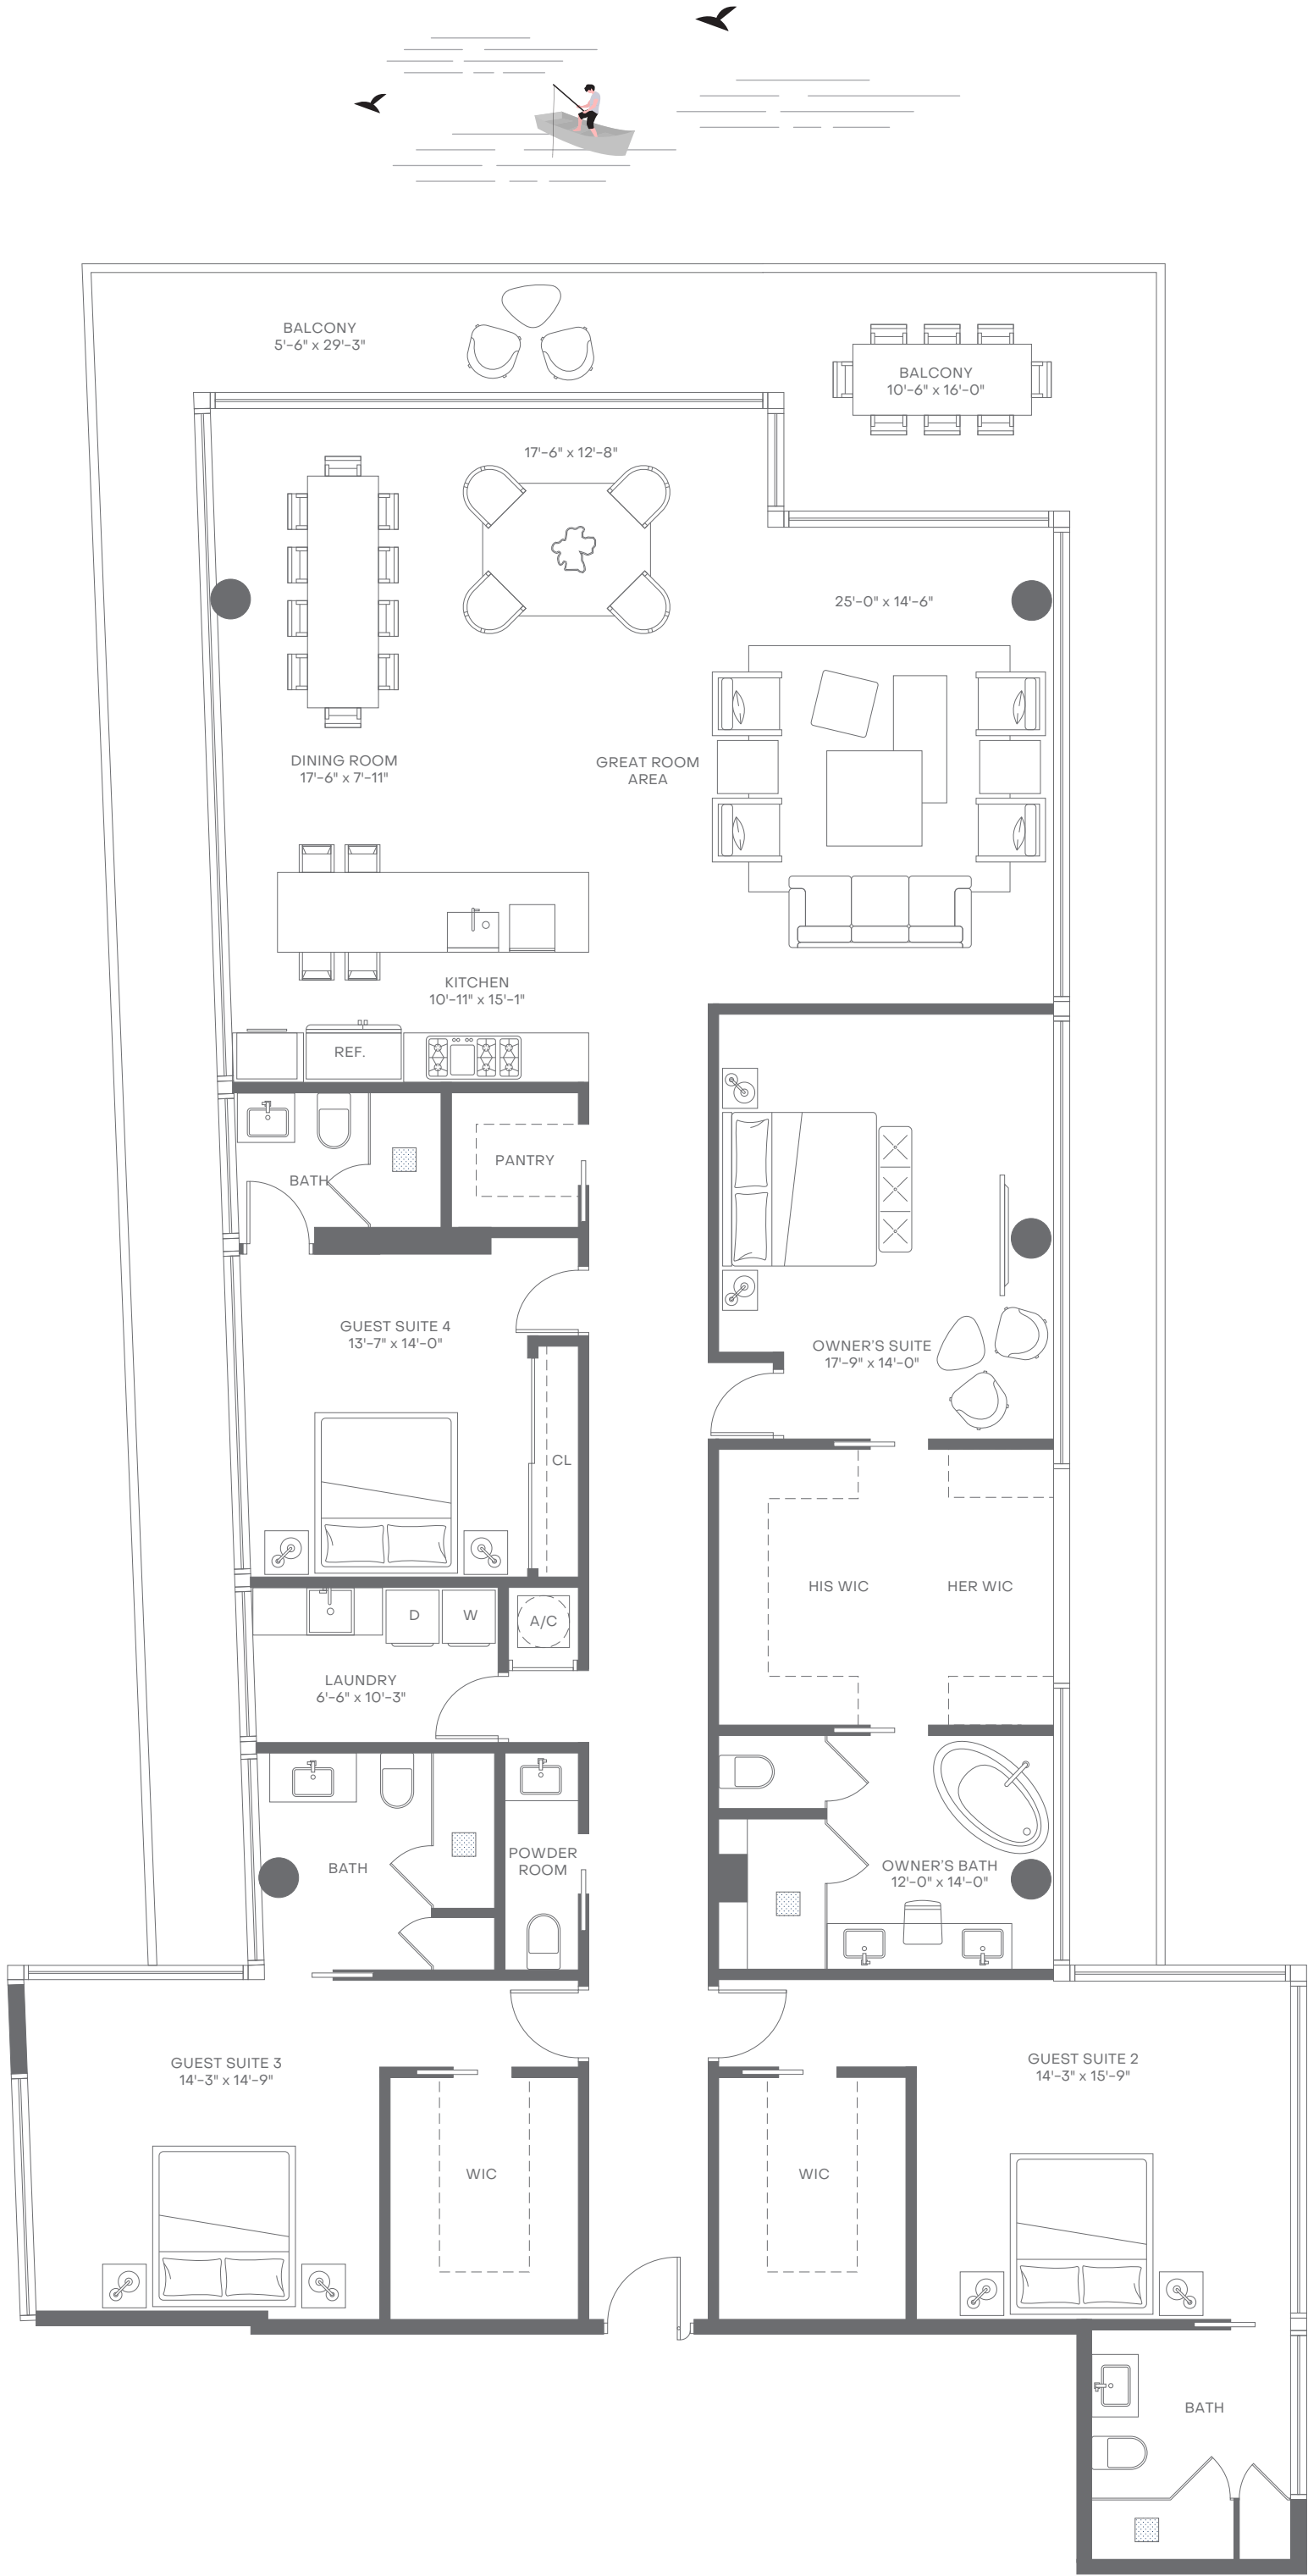 BALCONY
5'-6" x 29'-3"
BALCONY
10'-6" x 16'-0"
17'-6" x 12'-8"
25'-0" x 14'-6"
DINING ROOM
17'-6" x 7'-11"
GREAT ROOM
AREA
KITCHEN
10'-11" x 15'-1"
REF.
BATH
PANTRY
GUEST SUITE 4
13'-7" x 14'-0"
OWNER'S SUITE
17'-9" x 14'-0"
CL
HIS WIC
HER WIC
D
W
A/C
LAUNDRY
6'-6" x 10'-3"
BATH
POWDER
ROOM
OWNER'S BATH
12'-0" x 14'-0"
GUEST SUITE 3
14'-3" x 14'-9"
GUEST SUITE 2
14'-3" x 15'-9"
WIC
WIC
BATH